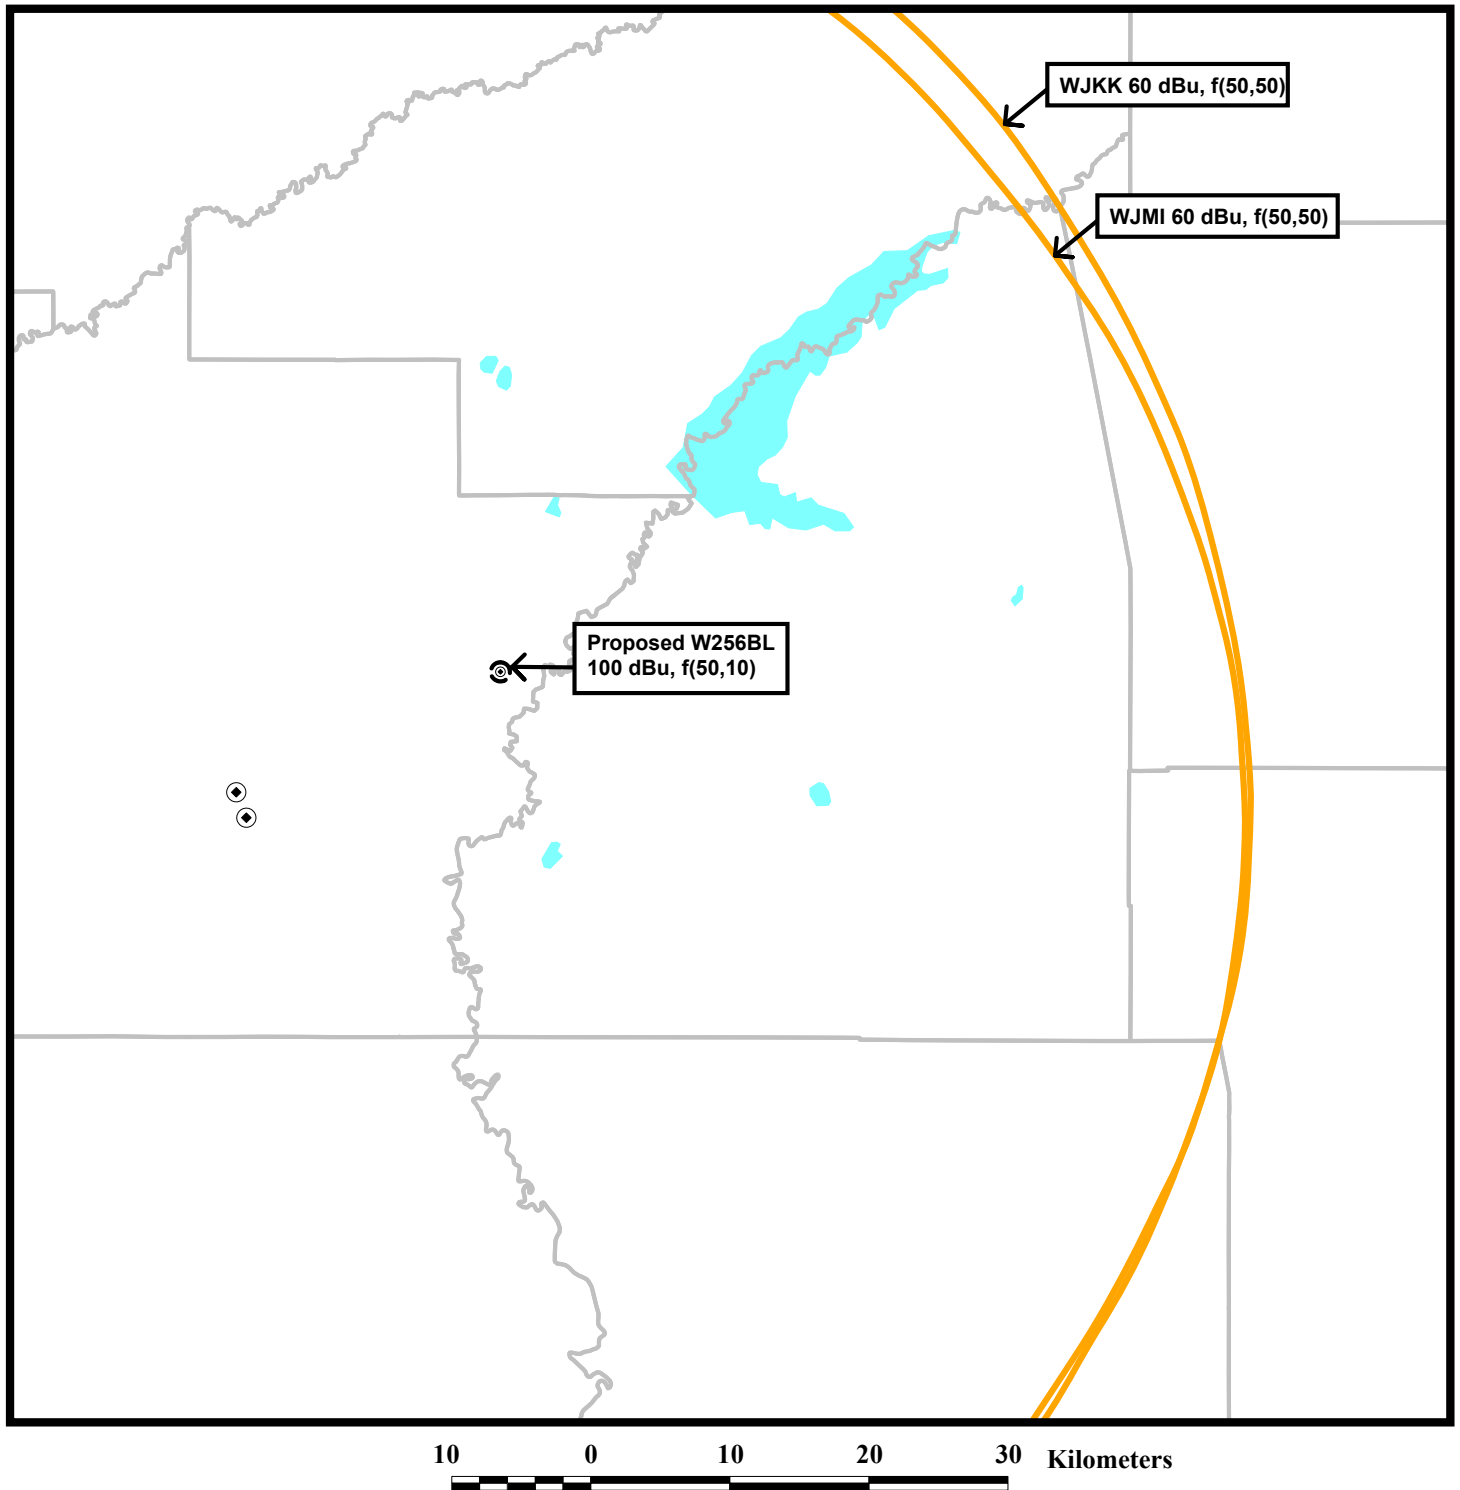 WJKK 60 dBu, f(50,50)
WJMI 60 dBu, f(50,50)
Proposed W256BL
100 dBu, f(50,10)
10 0 10 20 30 Kilometers